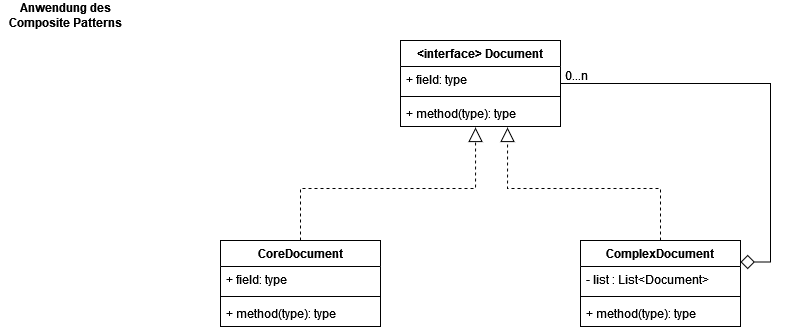 Anwendung des
Composite Patterns
<interface> Document
+ field: type
+ method(type): type
0...n
CoreDocument
+ field: type
+ method(type): type
ComplexDocument
- list : List<Document>
+ method(type): type